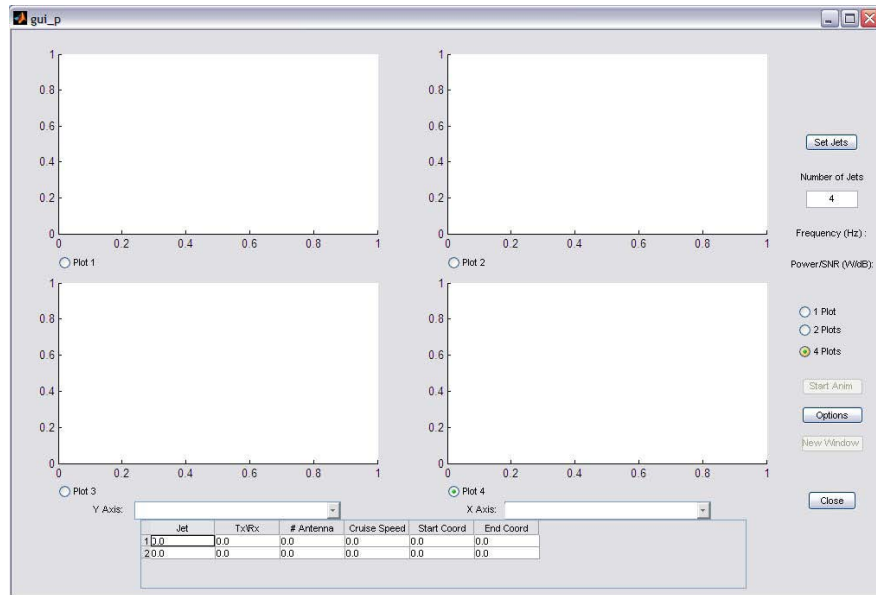 gui_p
1
0.8
0.6
0.4
0.2
0
0 0.2 0.4 0.6 0.8 1
Plot 1
1
0.8
0.6
0.4
0.2
0
0 0.2 0.4 0.6 0.8 1
Plot 2
1
0.8
0.6
0.4
0.2
0
0 0.2 0.4 0.6 0.8 1
Plot 3
1
0.8
0.6
0.4
0.2
0
0 0.2 0.4 0.6 0.8 1
Plot 4
Set Jets
Number of Jets
4
Frequency (Hz) :
Power/SNR (W/dB):
1 Plot
2 Plots
4 Plots
Start Anim
Options
New Window
Close
Y Axis:
X Axis:
Jet Tx\Rx # Antenna Cruise Speed Start Coord End Coord
1 0.0 0.0 0.0 0.0 0.0 0.0
2 0.0 0.0 0.0 0.0 0.0 0.0